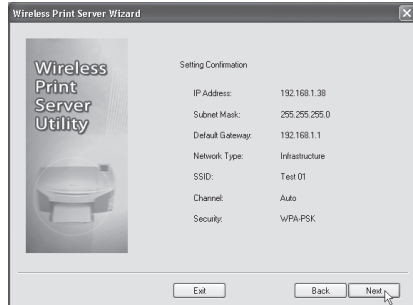 Wireless Print Server Wizard
Wireless
Print
Server
Utility
Setting Confirmation
IP Address: 192.168.1.38
Subnet Mask: 255.255.255.0
Default Gateway: 192.168.1.1
Network Type: Infrastructure
SSID: Test 01
Channel: Auto
Security: WPA-PSK
Exit Back Next